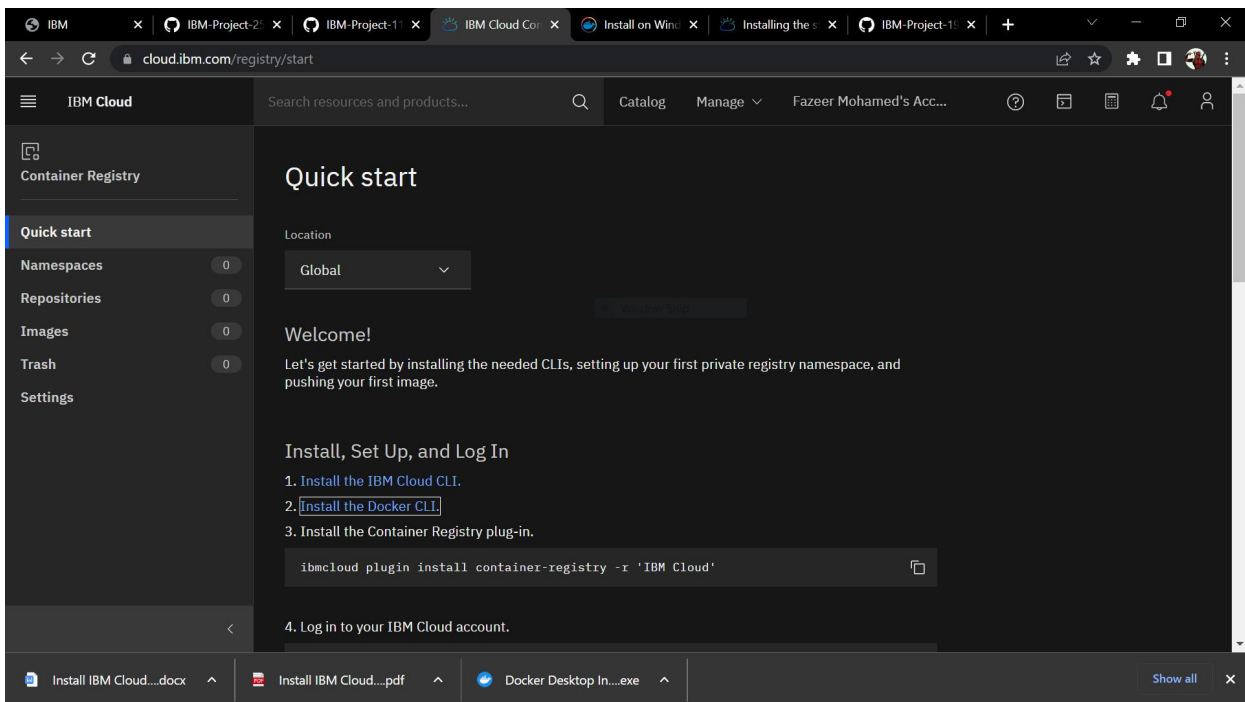 IBM
IBM-Project-2
IBM-Project-1
IBM Cloud Con
Install on Wind
Installing the s
IBM-Project-19
cloud.ibm.com/registry/start
IBM Cloud
Search resources and products...
Catalog
Manage
Fazeer Mohamed's Acc...
Container Registry
Quick start
Namespaces 0
Repositories 0
Images 0
Trash 0
Settings
Quick start
Location
Global
Welcome!
Let's get started by installing the needed CLIs, setting up your first private registry namespace, and
pushing your first image.
Install, Set Up, and Log In
1. Install the IBM Cloud CLI.
2. Install the Docker CLI.
3. Install the Container Registry plug-in.
ibmcloud plugin install container-registry -r 'IBM Cloud'
4. Log in to your IBM Cloud account.
Install IBM Cloud....docx
Install IBM Cloud....pdf
Docker Desktop In....exe
Show all